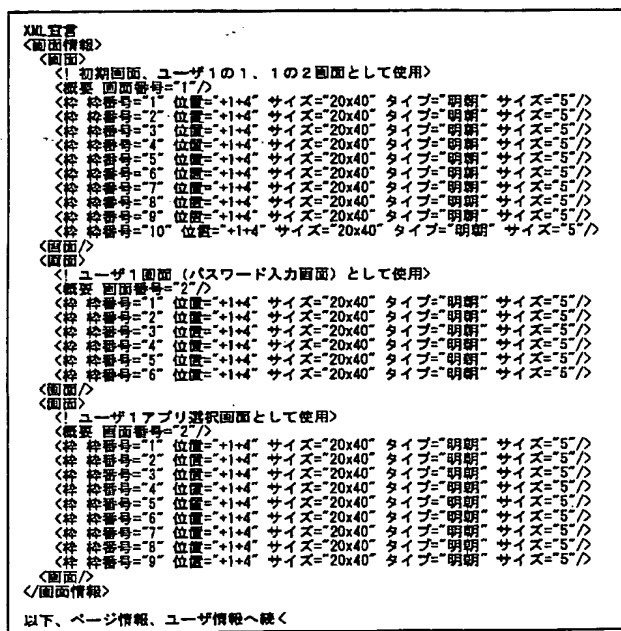 XML宣言
<画面情報>
<画面>
<! 初期画面、ユーザ1の1、1の2画面として使用>
<概要 画面番号="1"/>
<枠 枠番号="1" 位置="+1+4" サイズ="20x40" タイプ="明朝" サイズ="5"/>
<枠 枠番号="2" 位置="+1+4" サイズ="20x40" タイプ="明朝" サイズ="5"/>
<枠 枠番号="3" 位置="+1+4" サイズ="20x40" タイプ="明朝" サイズ="5"/>
<枠 枠番号="4" 位置="+1+4" サイズ="20x40" タイプ="明朝" サイズ="5"/>
<枠 枠番号="5" 位置="+1+4" サイズ="20x40" タイプ="明朝" サイズ="5"/>
<枠 枠番号="6" 位置="+1+4" サイズ="20x40" タイプ="明朝" サイズ="5"/>
<枠 枠番号="7" 位置="+1+4" サイズ="20x40" タイプ="明朝" サイズ="5"/>
<枠 枠番号="8" 位置="+1+4" サイズ="20x40" タイプ="明朝" サイズ="5"/>
<枠 枠番号="9" 位置="+1+4" サイズ="20x40" タイプ="明朝" サイズ="5"/>
<枠 枠番号="10" 位置="+1+4" サイズ="20x40" タイプ="明朝" サイズ="5"/>
<画面/>
<画面>
<! ユーザ1画面（パスワード入力画面）として使用>
<概要 画面番号="2"/>
<枠 枠番号="1" 位置="+1+4" サイズ="20x40" タイプ="明朝" サイズ="5"/>
<枠 枠番号="2" 位置="+1+4" サイズ="20x40" タイプ="明朝" サイズ="5"/>
<枠 枠番号="3" 位置="+1+4" サイズ="20x40" タイプ="明朝" サイズ="5"/>
<枠 枠番号="4" 位置="+1+4" サイズ="20x40" タイプ="明朝" サイズ="5"/>
<枠 枠番号="5" 位置="+1+4" サイズ="20x40" タイプ="明朝" サイズ="5"/>
<枠 枠番号="6" 位置="+1+4" サイズ="20x40" タイプ="明朝" サイズ="5"/>
<画面/>
<画面>
<! ユーザ1アプリ選択画面として使用>
<概要 画面番号="2"/>
<枠 枠番号="1" 位置="+1+4" サイズ="20x40" タイプ="明朝" サイズ="5"/>
<枠 枠番号="2" 位置="+1+4" サイズ="20x40" タイプ="明朝" サイズ="5"/>
<枠 枠番号="3" 位置="+1+4" サイズ="20x40" タイプ="明朝" サイズ="5"/>
<枠 枠番号="4" 位置="+1+4" サイズ="20x40" タイプ="明朝" サイズ="5"/>
<枠 枠番号="5" 位置="+1+4" サイズ="20x40" タイプ="明朝" サイズ="5"/>
<枠 枠番号="6" 位置="+1+4" サイズ="20x40" タイプ="明朝" サイズ="5"/>
<枠 枠番号="7" 位置="+1+4" サイズ="20x40" タイプ="明朝" サイズ="5"/>
<枠 枠番号="8" 位置="+1+4" サイズ="20x40" タイプ="明朝" サイズ="5"/>
<枠 枠番号="9" 位置="+1+4" サイズ="20x40" タイプ="明朝" サイズ="5"/>
<画面/>
</画面情報>
以下、ページ情報、ユーザ情報へ続く